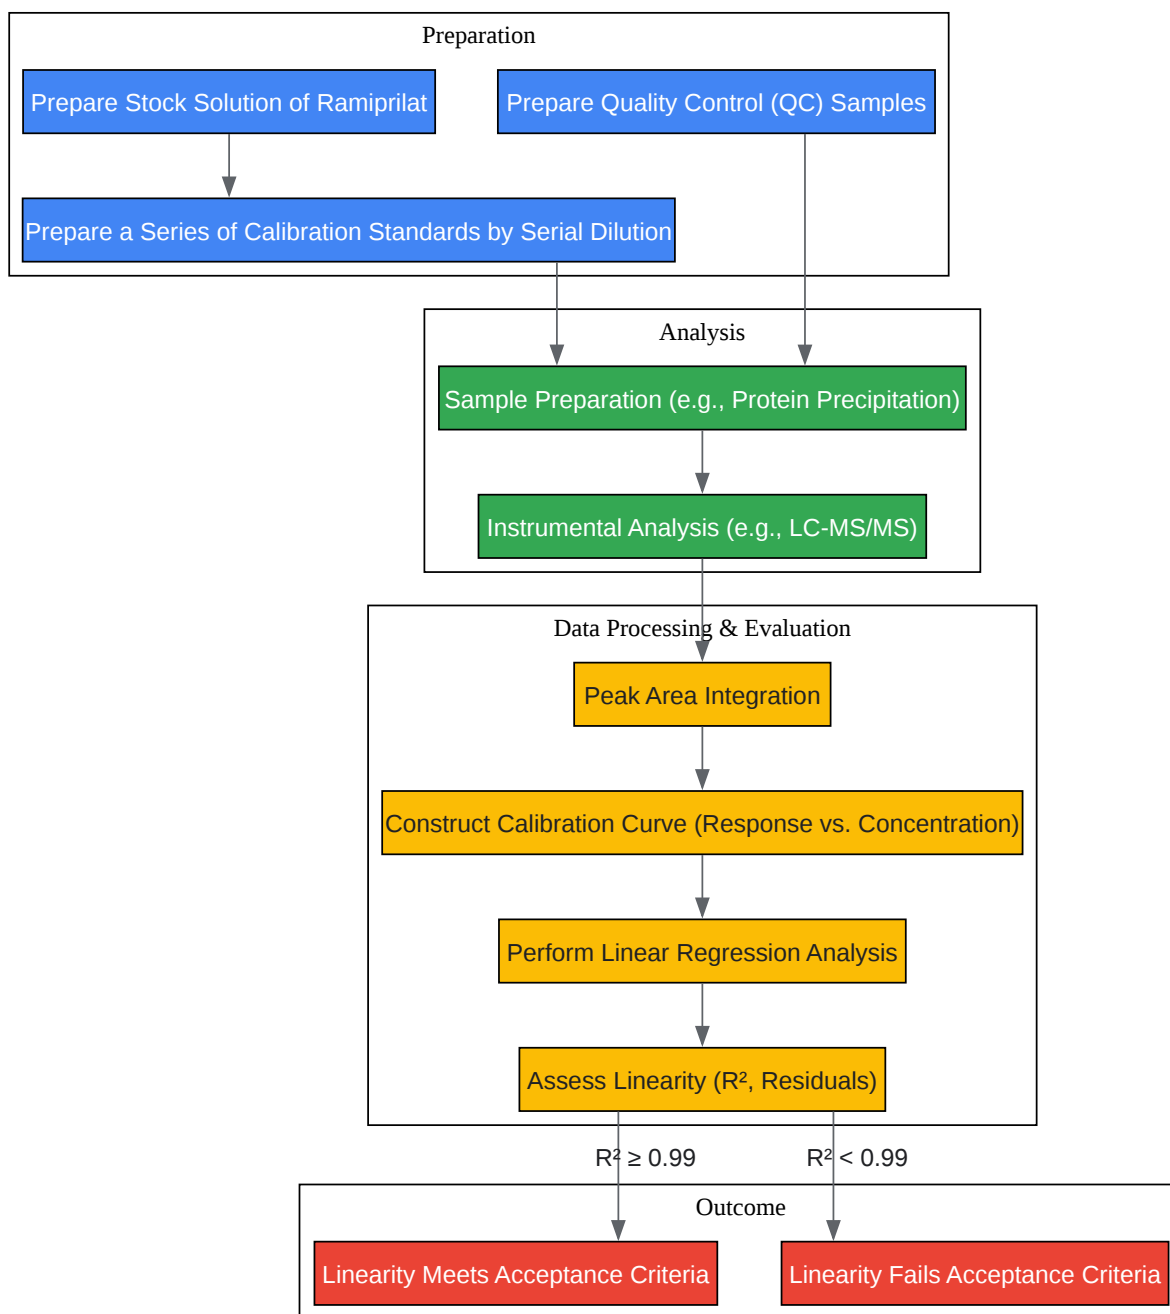 Preparation
Prepare Stock Solution of Ramiprilat
Prepare Quality Control (QC) Samples
Prepare a Series of Calibration Standards by Serial Dilution
Analysis
Sample Preparation (e.g., Protein Precipitation)
Instrumental Analysis (e.g., LC-MS/MS)
Data Processing & Evaluation
Peak Area Integration
Construct Calibration Curve (Response vs. Concentration)
Perform Linear Regression Analysis
Assess Linearity (R², Residuals)
R² ≥ 0.99
R² < 0.99
Outcome
Linearity Meets Acceptance Criteria
Linearity Fails Acceptance Criteria